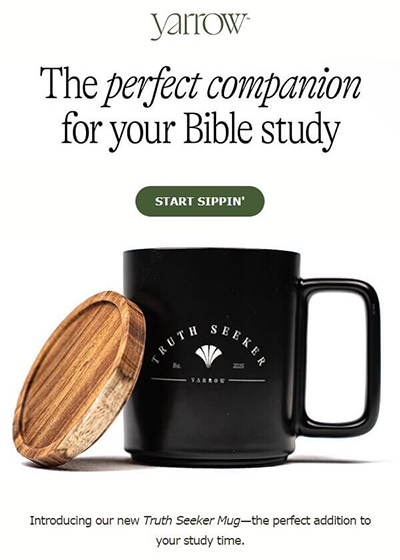 yarrow™
The perfect companion
for your Bible study
START SIPPIN'
TRUTH SEEKER
Est. 2025
YARROW
Introducing our new Truth Seeker Mug—the perfect addition to
your study time.